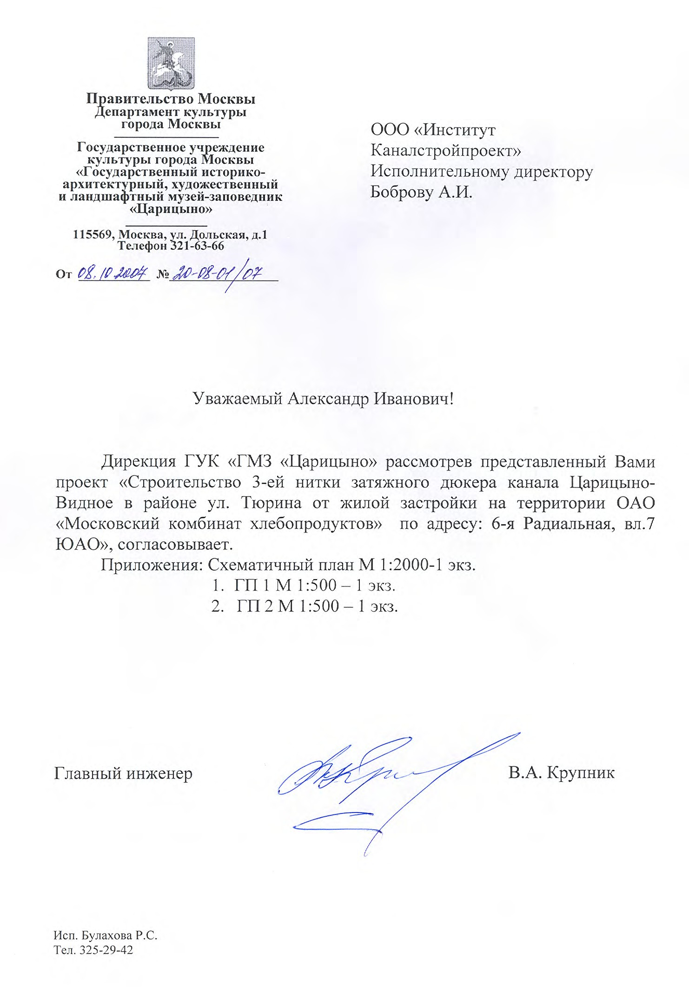 Правительство Москвы
Департамент культуры
города Москвы
Государственное учреждение
культуры города Москвы
«Государственный историко-
архитектурный, художественный
и ландшафтный музей-заповедник
«Царицыно»
115569, Москва, ул. Дольская, д.1
Телефон 321-63-66
От 08.10.2007 № 20-08-01/07
ООО «Институт
Каналстройпроект»
Исполнительному директору
Боброву А.И.
Уважаемый Александр Иванович!
Дирекция ГУК «ГМЗ «Царицыно» рассмотрев представленный Вами
проект «Строительство 3-ей нитки затяжного дюкера канала Царицыно-
Видное в районе ул. Тюрина от жилой застройки на территории ОАО
«Московский комбинат хлебопродуктов» по адресу: 6-я Радиальная, вл.7
ЮАО», согласовывает.
Приложения: Схематичный план М 1:2000-1 экз.
1. ГП 1 М 1:500 – 1 экз.
2. ГП 2 М 1:500 – 1 экз.
Главный инженер В.А. Крупник
Исп. Булахова Р.С.
Тел. 325-29-42